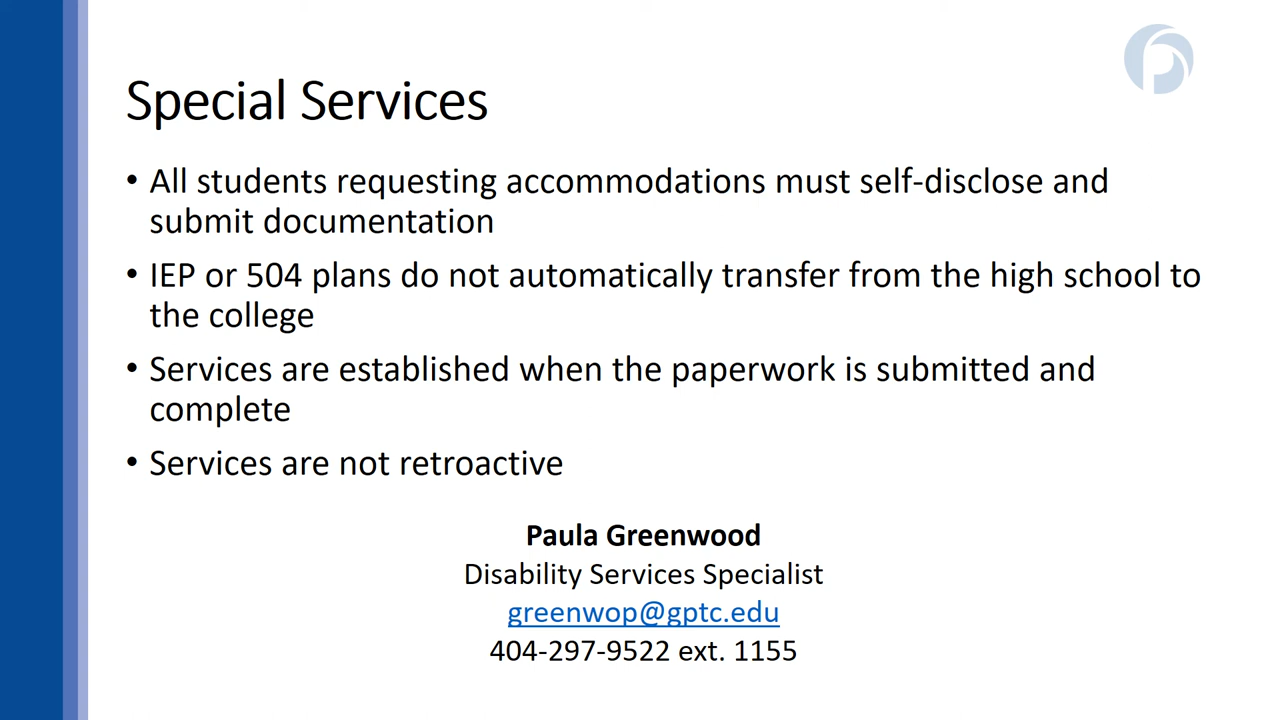 Special Services
• All students requesting accommodations must self-disclose and
submit documentation
• IEP or 504 plans do not automatically transfer from the high school to
the college
• Services are established when the paperwork is submitted and
complete
• Services are not retroactive
Paula Greenwood
Disability Services Specialist
greenwop@gptc.edu
404-297-9522 ext. 1155